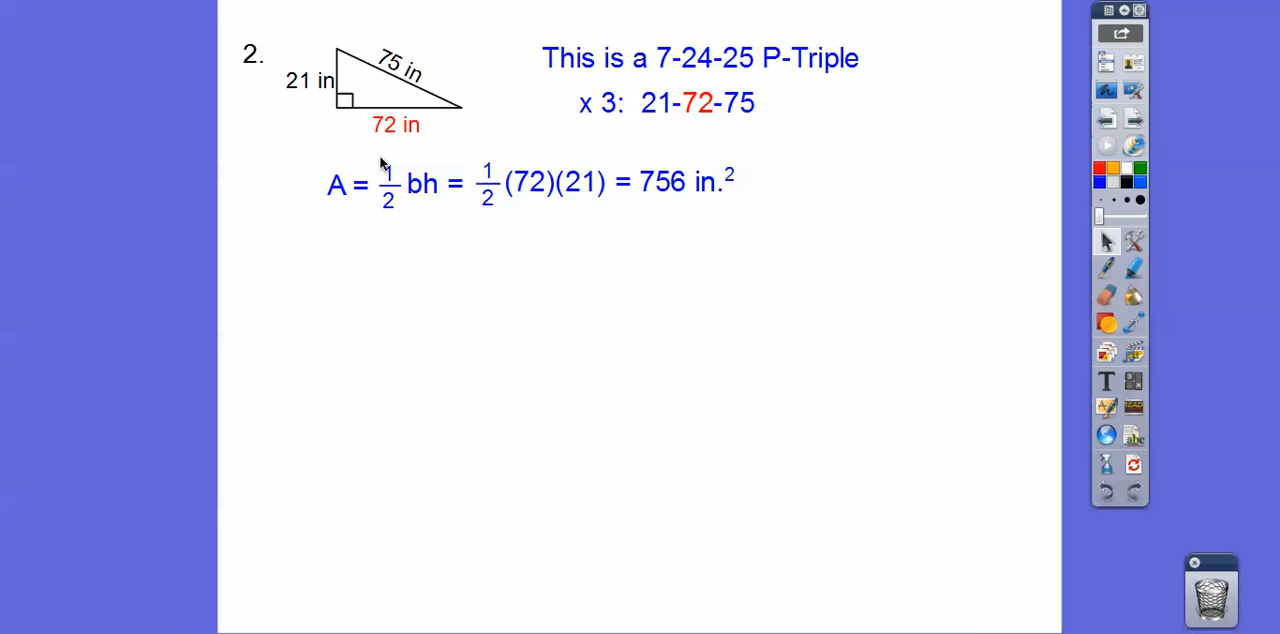 2.
75 in
21 in
72 in
This is a 7-24-25 P-Triple
x 3: 21-72-75
A = 1/2 bh = 1/2 (72)(21) = 756 in.²